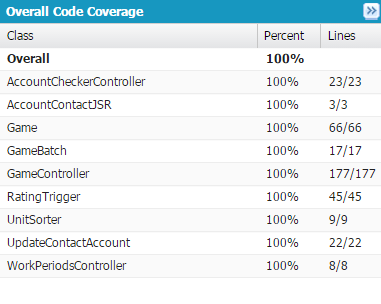 Overall Code Coverage
Class Percent Lines
Overall 100%
AccountCheckerController 100% 23/23
AccountContactJSR 100% 3/3
Game 100% 66/66
GameBatch 100% 17/17
GameController 100% 177/177
RatingTrigger 100% 45/45
UnitSorter 100% 9/9
UpdateContactAccount 100% 22/22
WorkPeriodsController 100% 8/8